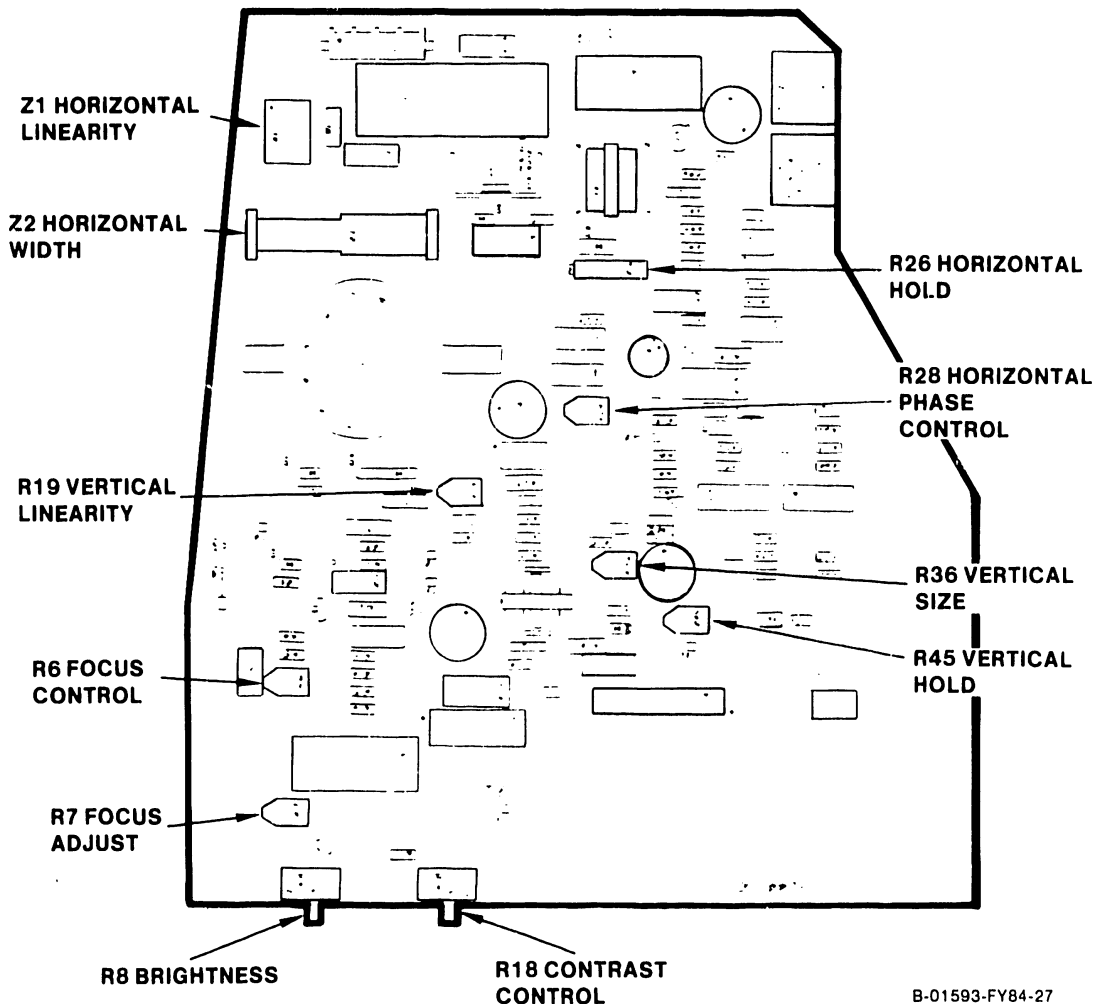 Z1 HORIZONTAL
LINEARITY
Z2 HORIZONTAL
WIDTH
R26 HORIZONTAL
HOLD
R28 HORIZONTAL
PHASE
CONTROL
R19 VERTICAL
LINEARITY
R36 VERTICAL
SIZE
R45 VERTICAL
HOLD
R6 FOCUS
CONTROL
R7 FOCUS
ADJUST
R8 BRIGHTNESS
R18 CONTRAST
CONTROL
B-01593-FY84-27